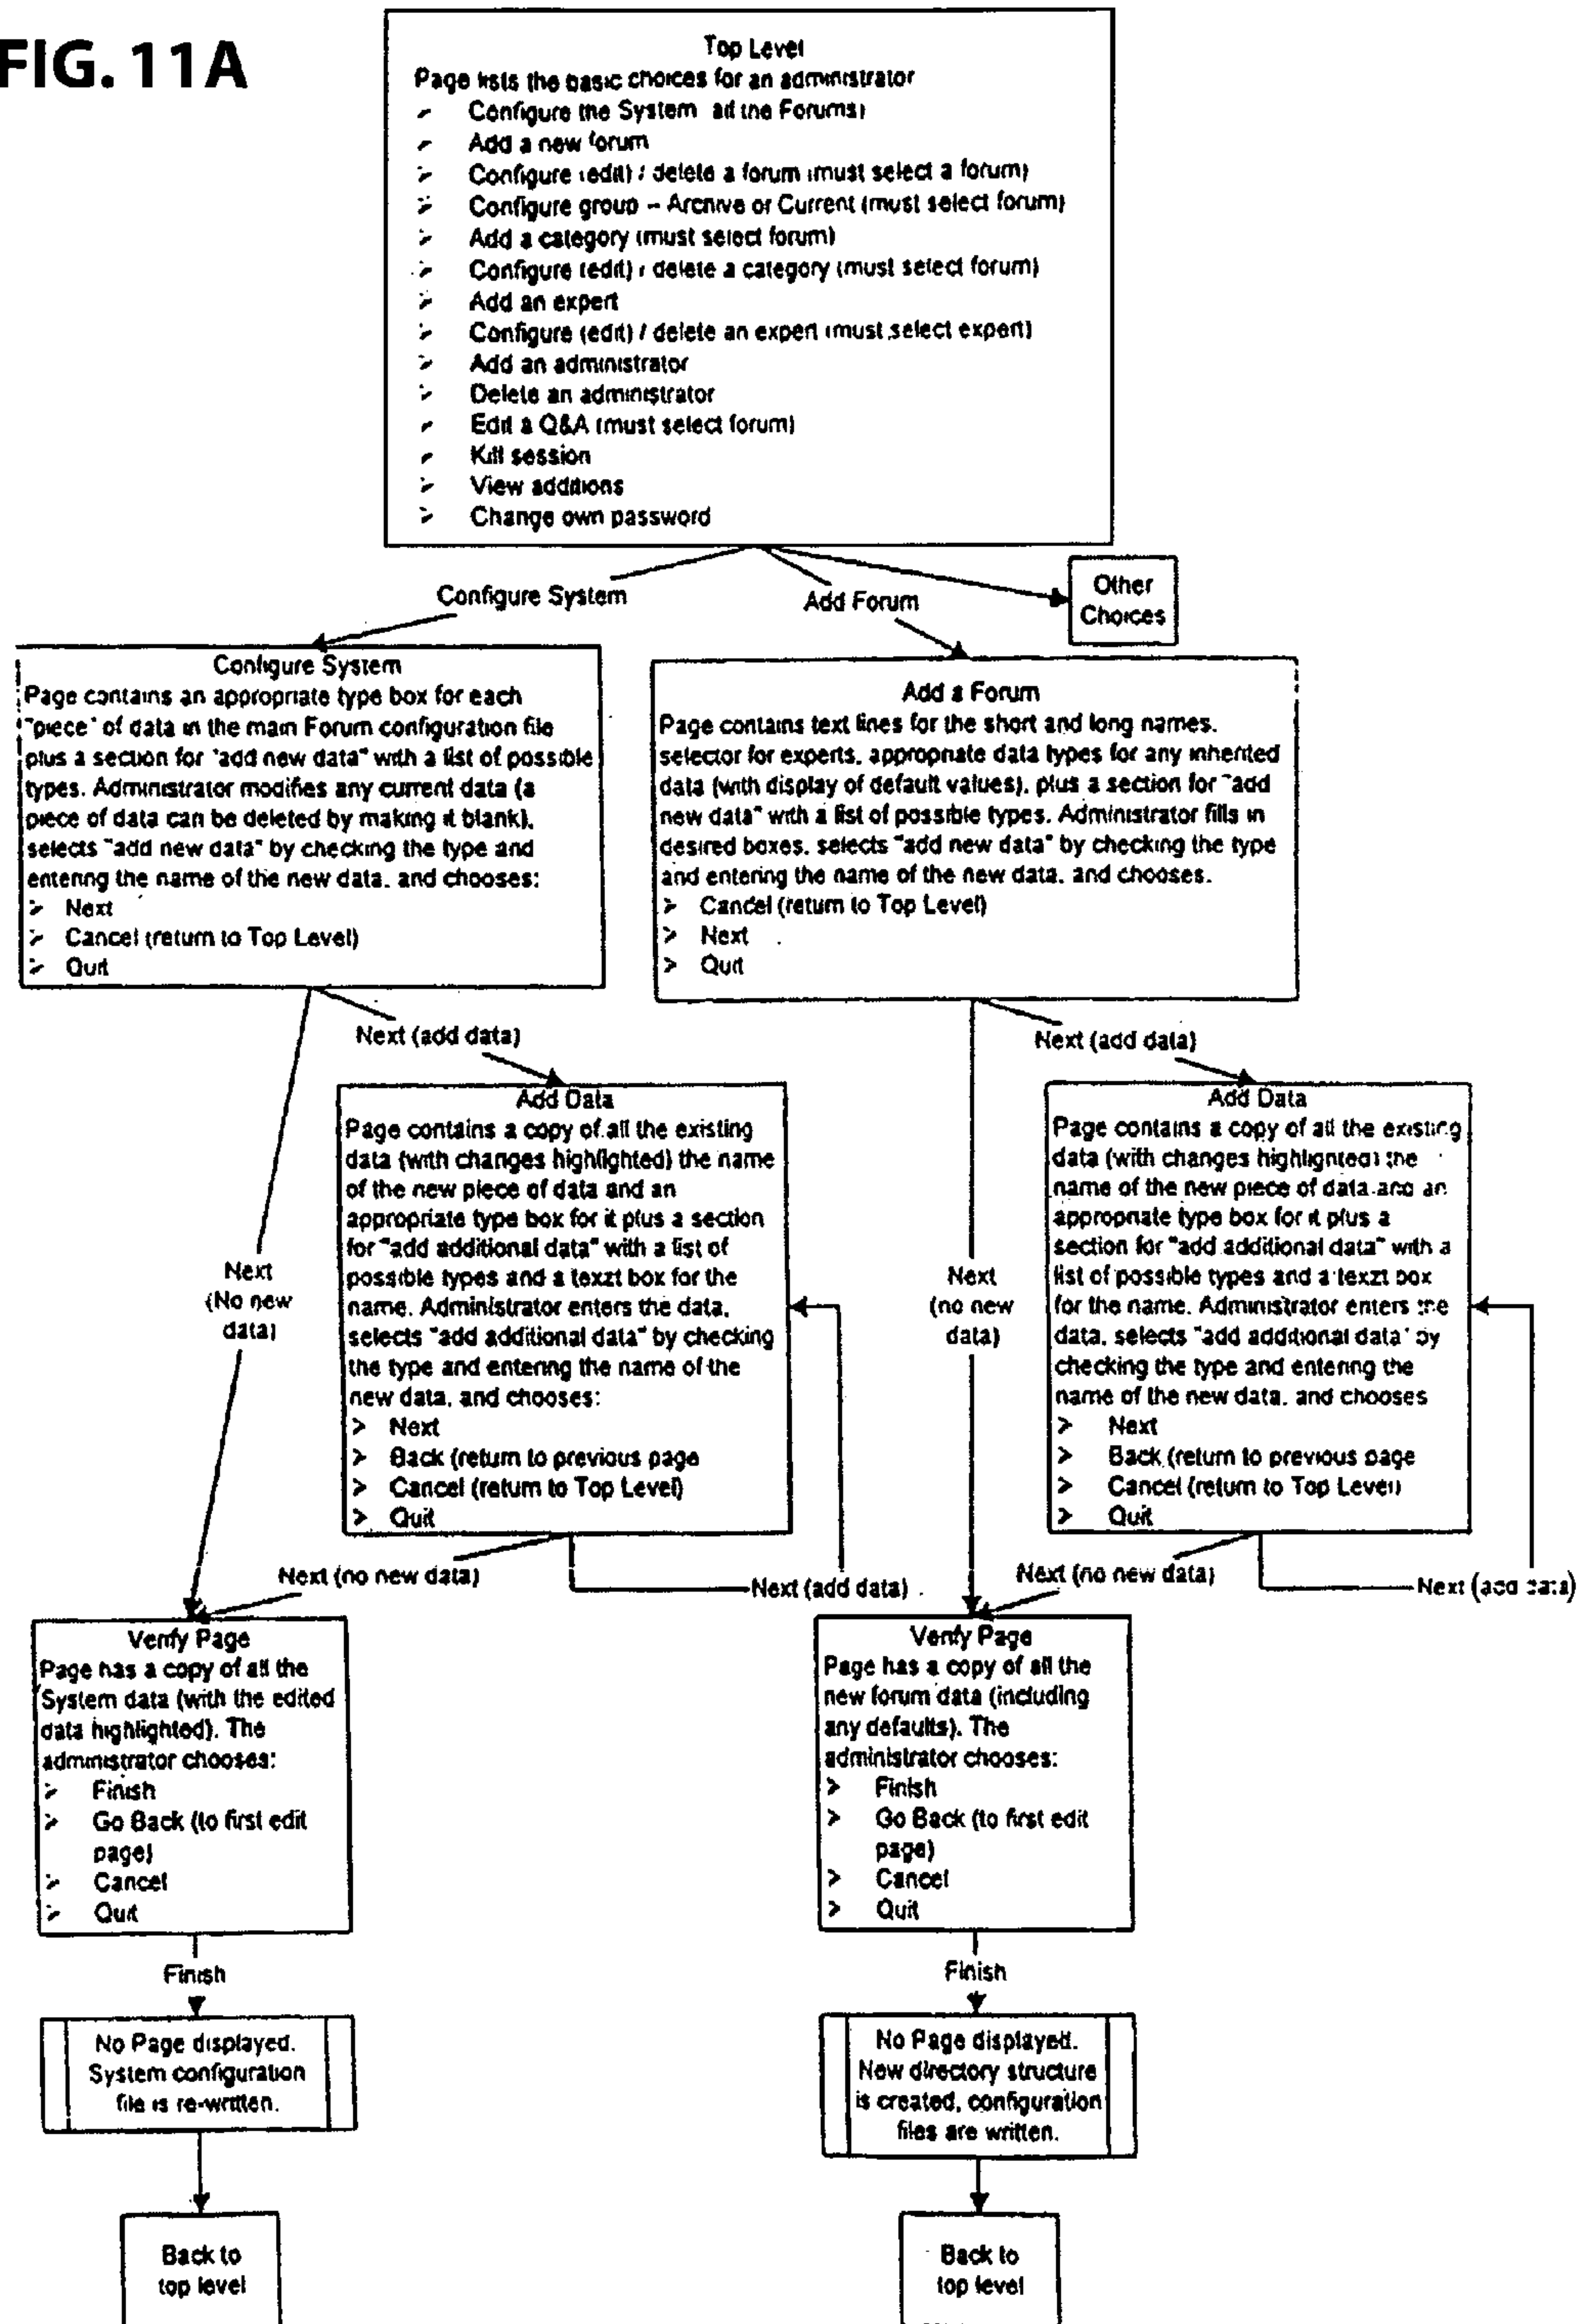 FIG. 11A
Top Level
Page lists the basic choices for an administrator
➢ Configure the System all the Forums)
➢ Add a new forum
➢ Configure (edit) / delete a forum (must select a forum)
➢ Configure group – Archive or Current (must select forum)
➢ Add a category (must select forum)
➢ Configure (edit) / delete a category (must select forum)
➢ Add an expert
➢ Configure (edit) / delete an expert (must select expert)
➢ Add an administrator
➢ Delete an administrator
➢ Edit a Q&A (must select forum)
➢ Kill session
➢ View additions
➢ Change own password
Configure System
Add Forum
Other
Choices
Configure System
Page contains an appropriate type box for each
"piece" of data in the main Forum configuration file
plus a section for "add new data" with a list of possible
types. Administrator modifies any current data (a
piece of data can be deleted by making it blank),
selects "add new data" by checking the type and
entering the name of the new data. and chooses:
➢ Next
➢ Cancel (return to Top Level)
➢ Quit
Add a Forum
Page contains text lines for the short and long names.
selector for experts, appropriate data types for any inherited
data (with display of default values), plus a section for "add
new data" with a list of possible types. Administrator fills in
desired boxes, selects "add new data" by checking the type
and entering the name of the new data. and chooses.
➢ Cancel (return to Top Level)
➢ Next
➢ Quit
Next (add data)
Next (add data)
Add Data
Page contains a copy of all the existing
data (with changes highlighted) the name
of the new piece of data and an
appropriate type box for it plus a section
for "add additional data" with a list of
possible types and a texzt box for the
name. Administrator enters the data,
selects "add additional data" by checking
the type and entering the name of the
new data. and chooses:
➢ Next
➢ Back (return to previous page
➢ Cancel (return to Top Level)
➢ Quit
Add Data
Page contains a copy of all the existing
data (with changes highlighted) the
name of the new piece of data and an
appropriate type box for it plus a
section for "add additional data" with a
list of possible types and a texzt box
for the name. Administrator enters the
data, selects "add additional data" by
checking the type and entering the
name of the new data. and chooses
➢ Next
➢ Back (return to previous page
➢ Cancel (return to Top Level)
➢ Quit
Next
(No new
data)
Next
(no new
data)
Next (no new data)
Next (add data)
Next (no new data)
Next (add data)
Verify Page
Page has a copy of all the
System data (with the edited
data highlighted). The
administrator chooses:
➢ Finish
➢ Go Back (to first edit
page)
➢ Cancel
➢ Quit
Verify Page
Page has a copy of all the
new forum data (including
any defaults). The
administrator chooses:
➢ Finish
➢ Go Back (to first edit
page)
➢ Cancel
➢ Quit
Finish
Finish
No Page displayed.
System configuration
file is re-written.
No Page displayed.
New directory structure
is created, configuration
files are written.
Back to
top level
Back to
top level